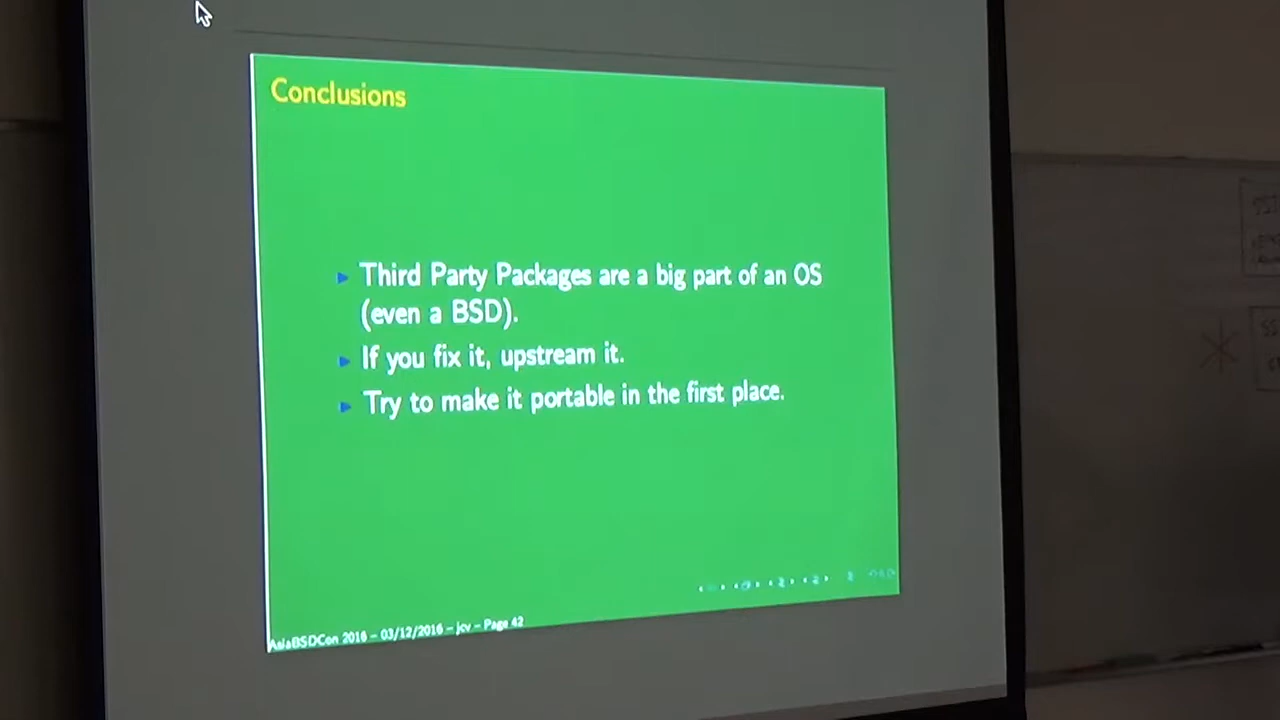 Conclusions
Third Party Packages are a big part of an OS
(even a BSD).
If you fix it, upstream it.
Try to make it portable in the first place.
AsiaBSDCon 2016 – 03/12/2016 – jcv – Page 42